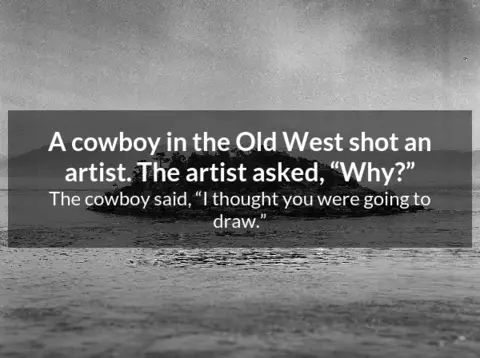 A cowboy in the Old West shot an
artist. The artist asked, “Why?”
The cowboy said, “I thought you were going to
draw.”